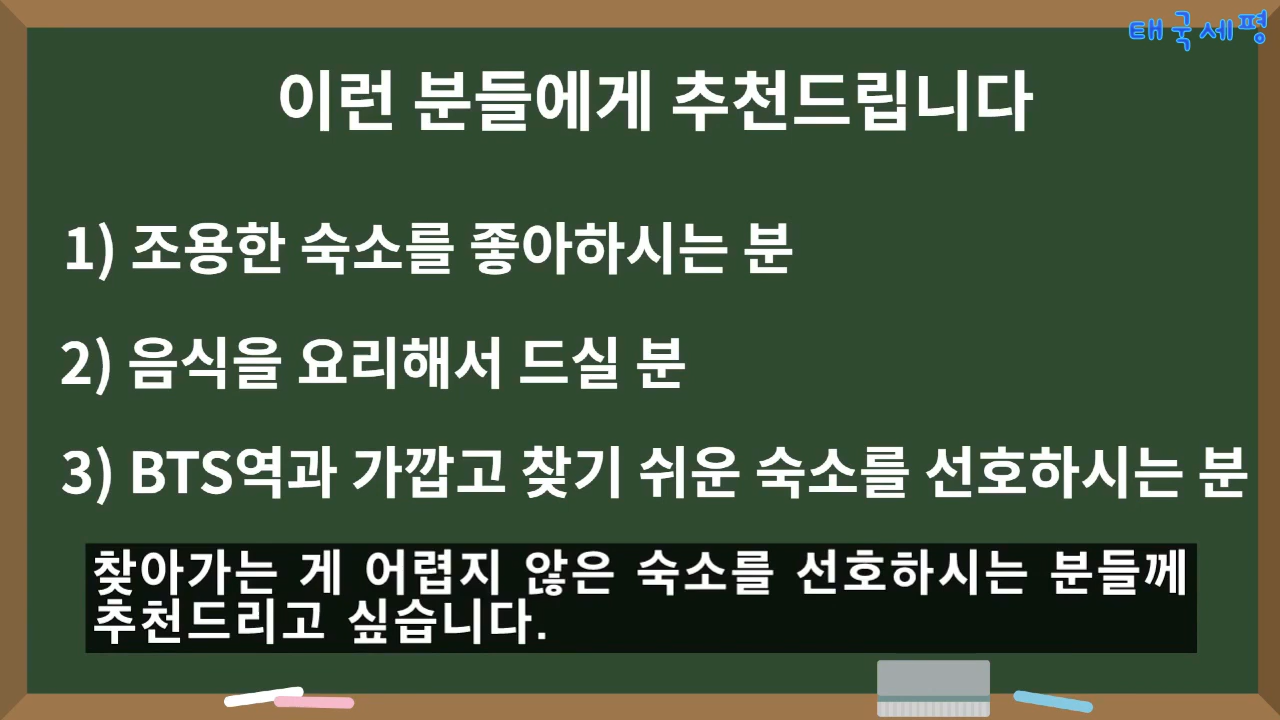 태국세평
이런 분들에게 추천드립니다
1) 조용한 숙소를 좋아하시는 분
2) 음식을 요리해서 드실 분
3) BTS역과 가깝고 찾기 쉬운 숙소를 선호하시는 분
찾아가는 게 어렵지 않은 숙소를 선호하시는 분들께
추천드리고 싶습니다.